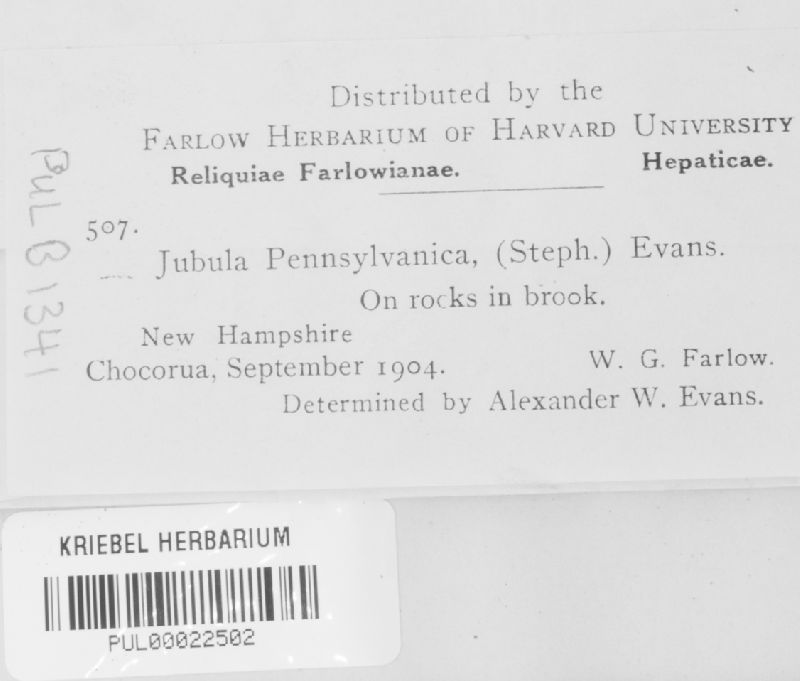 Distributed by the
FARLOW HERBARIUM OF HARVARD UNIVERSITY
Reliquiae Farlowianae. Hepaticae.
507.
Jubula Pennsylvanica, (Steph.) Evans.
On rocks in brook.
New Hampshire
Chocorua, September 1904. W. G. Farlow.
Determined by Alexander W. Evans.
PUL B 1341
KRIEBEL HERBARIUM
PUL00022502